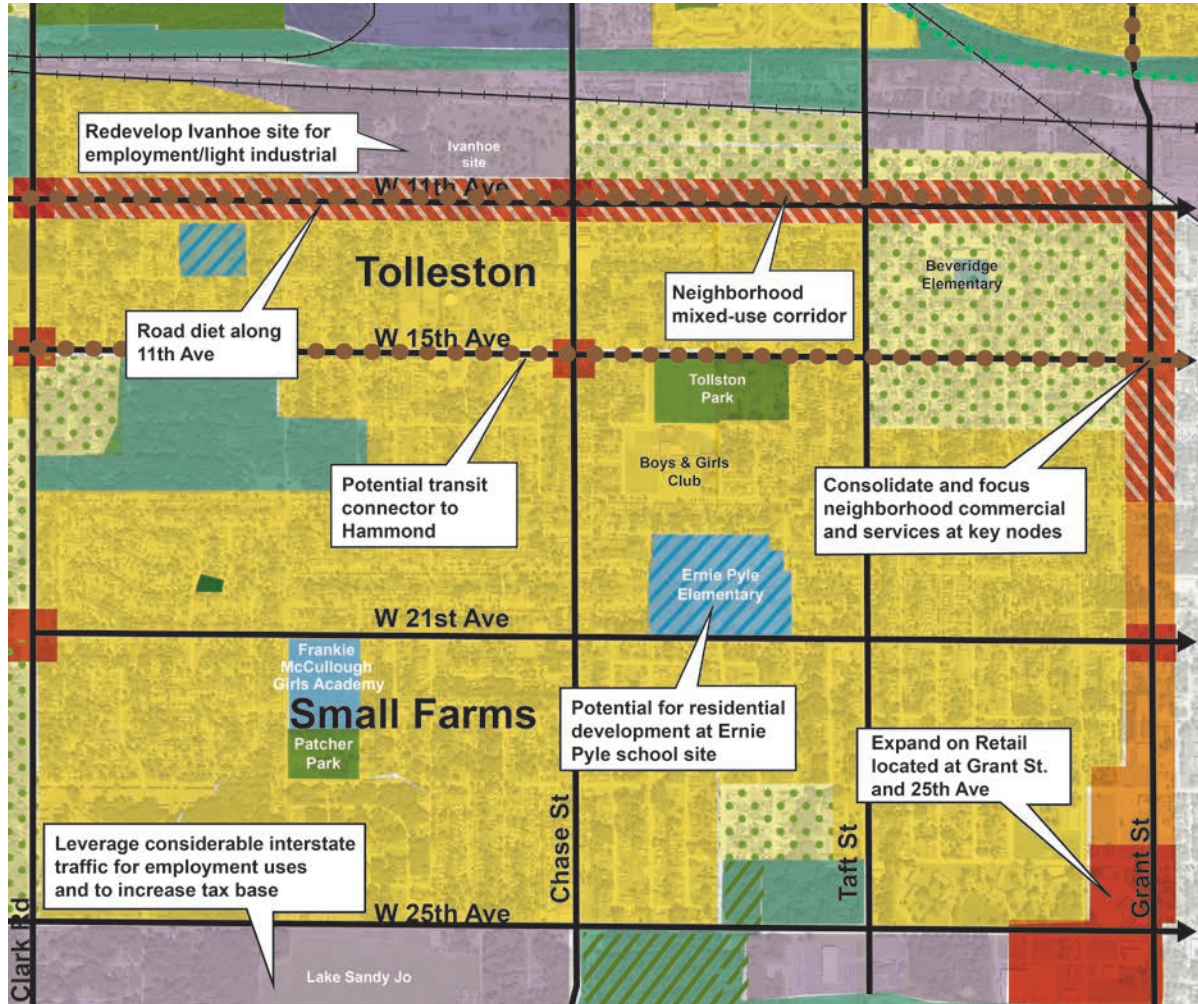 Redevelop Ivanhoe site for
employment/light industrial
Ivanhoe
site
W 11th Ave
Tolleston
Beveridge
Elementary
Neighborhood
mixed-use corridor
Road diet along
11th Ave
W 15th Ave
Tollston
Park
Boys & Girls
Club
Potential transit
connector to
Hammond
Consolidate and focus
neighborhood commercial
and services at key nodes
Ernie Pyle
Elementary
W 21st Ave
Frankie
McCullough
Girls Academy
Small Farms
Patcher
Park
Potential for residential
development at Ernie
Pyle school site
Expand on Retail
located at Grant St.
and 25th Ave
Leverage considerable interstate
traffic for employment uses
and to increase tax base
Chase St
Taft St
Grant St
Clark Rd
W 25th Ave
Lake Sandy Jo